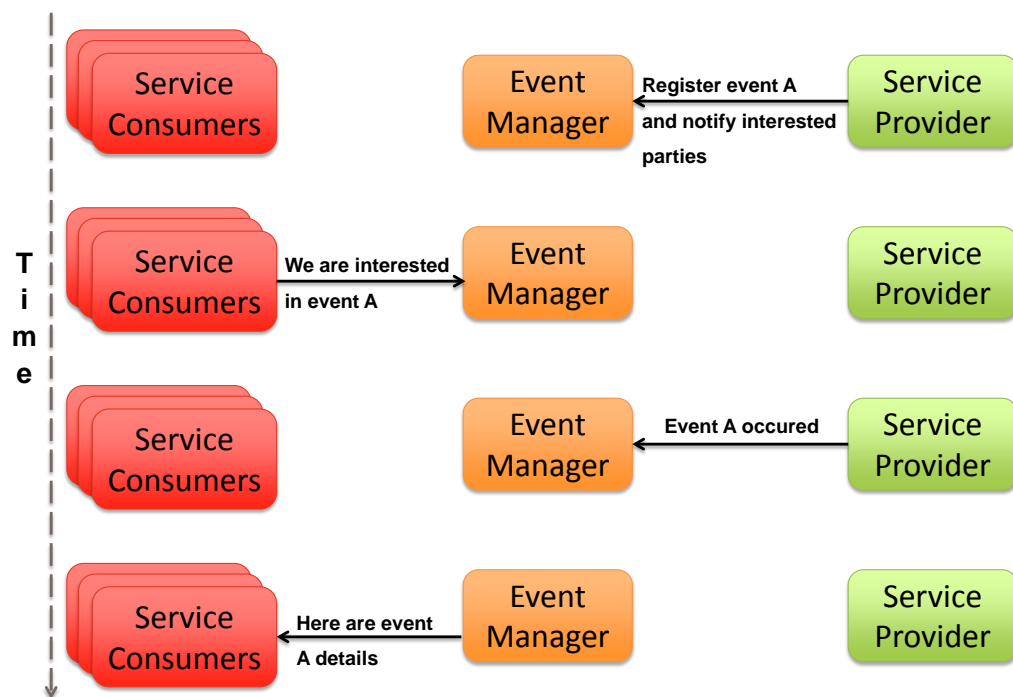 Service
Consumers
Event
Manager
Register event A
and notify interested
parties
Service
Provider
T
i
m
e
Service
Consumers
We are interested
in event A
Event
Manager
Service
Provider
Service
Consumers
Event
Manager
Event A occured
Service
Provider
Service
Consumers
Here are event
A details
Event
Manager
Service
Provider